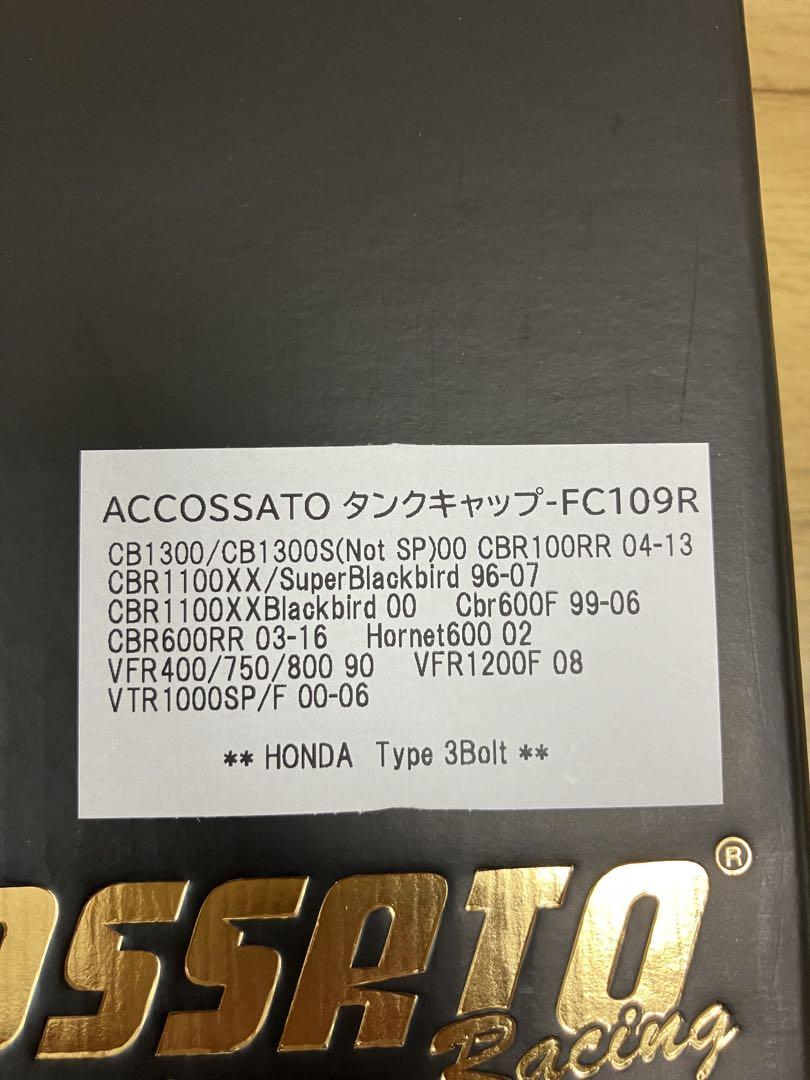 ACCOSSATO タンクキャップ-FC109R
CB1300/CB1300S(Not SP)00 CBR100RR 04-13
CBR1100XX/SuperBlackbird 96-07
CBR1100XXBlackbird 00 Cbr600F 99-06
CBR600RR 03-16 Hornet600 02
VFR400/750/800 90 VFR1200F 08
VTR1000SP/F 00-06
** HONDA Type 3Bolt **
OSSATO®
Racing